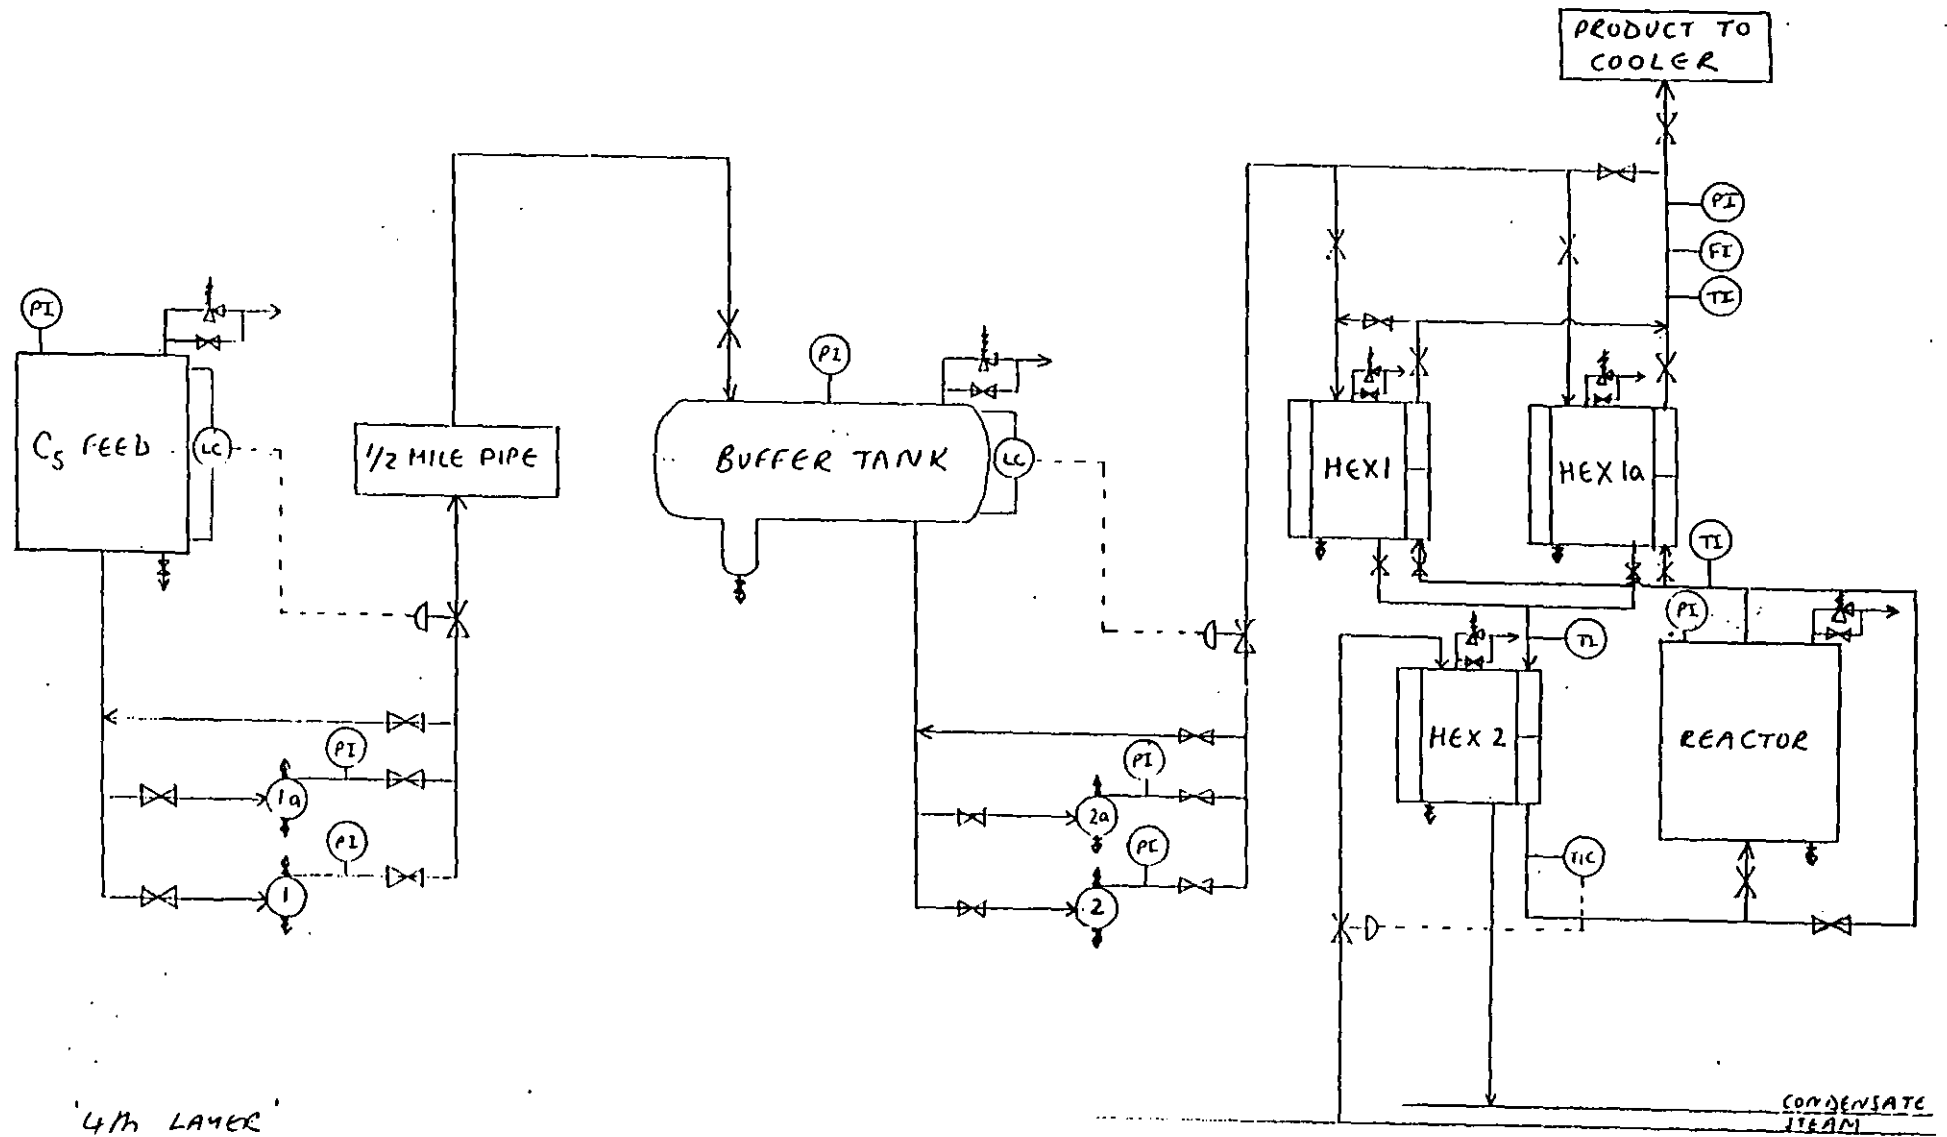 PRODUCT TO
COOLER
PI
FI
TI
PI
C5 FEED
LC
1/2 MILE PIPE
PI
BUFFER TANK
LC
HEX1
HEX 1a
TI
PI
TI
HEX 2
REACTOR
TIC
PI
1a
PI
1
PI
2a
PI
2
CONDENSATE
STEAM
'4th LAYER'